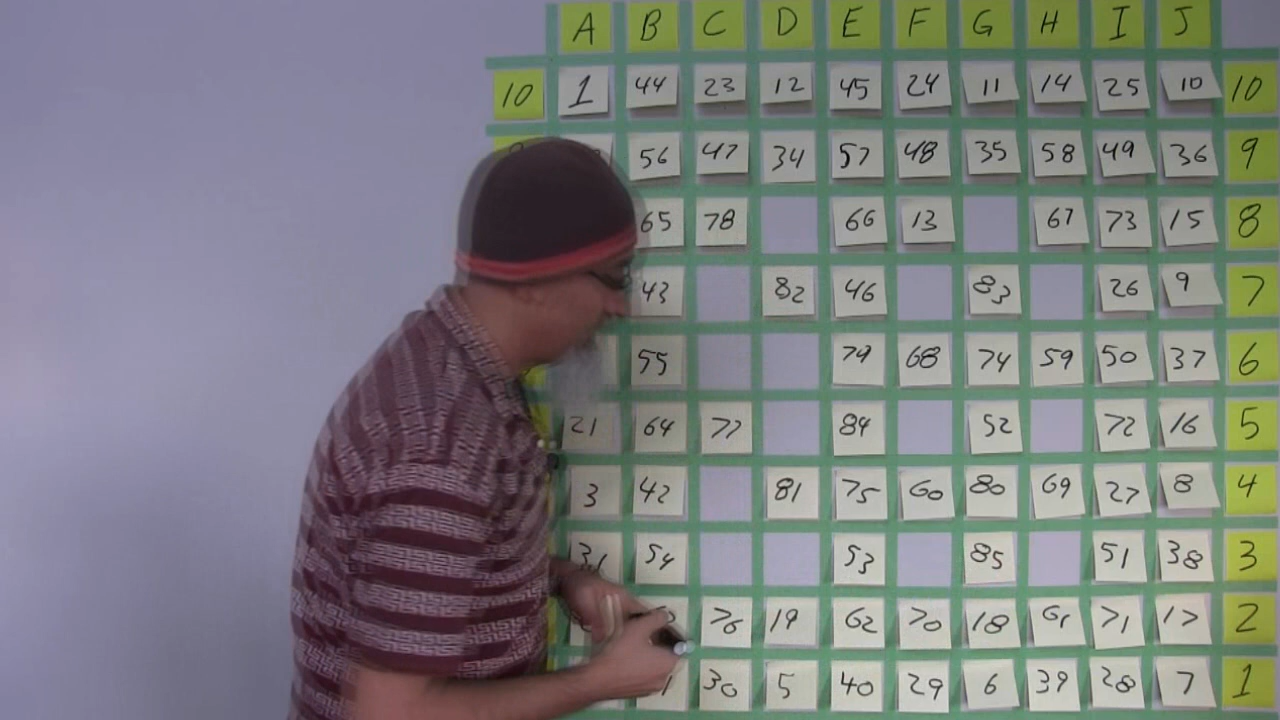 A B C D E F G H I J
10 1 44 23 12 45 24 11 14 25 10 10
56 47 34 57 48 35 58 49 36 9
65 78 66 13 67 73 15 8
43 82 46 83 26 9 7
55 79 68 74 59 50 37 6
21 64 77 84 52 72 16 5
3 42 81 75 60 80 69 27 8 4
31 54 53 85 51 38 3
76 19 62 70 18 61 71 17 2
30 5 40 29 6 39 28 7 1